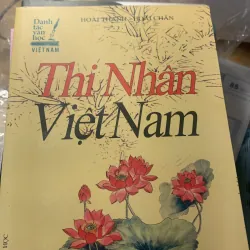 HOÀI THANH - HOÀI CHÂN
Danh
tác văn
học
VIỆT NAM
Thi Nhân
Việt Nam